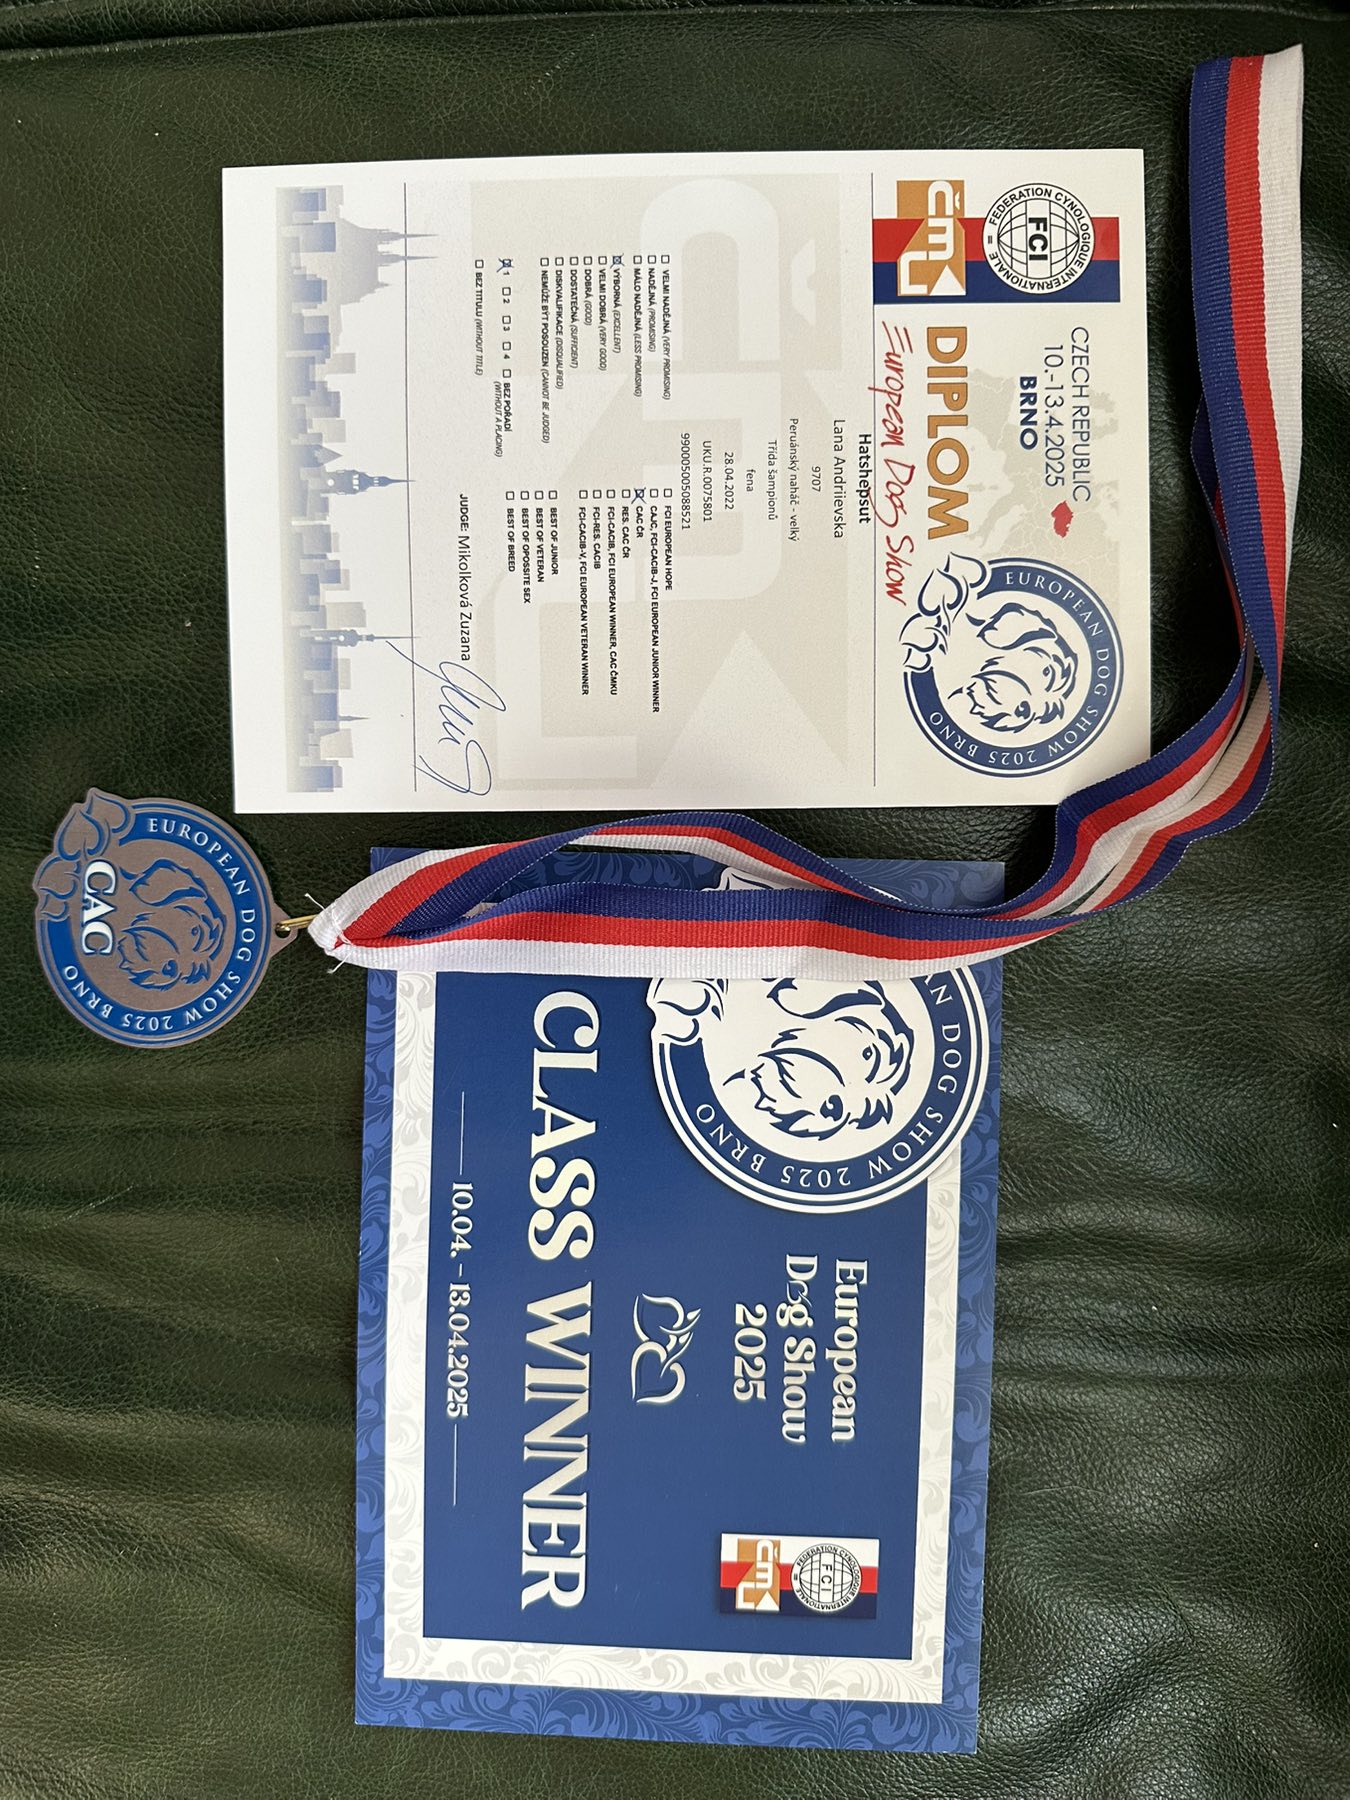 FEDERATION CYNOLOGIQUE INTERNATIONALE
FCI
ČMKU
CZECH REPUBLIC
10.-13.4.2025
BRNO
DIPLOM
European Dog Show
EUROPEAN DOG SHOW 2025 BRNO
Hatshepsut
Lana Andriievska
9707
Peruánský naháč - velký
Třída šampionů
fena
28.04.2022
UKU.R.0075801
990005005088521
VELMI NADĚJNÁ (VERY PROMISING)
NADĚJNÁ (PROMISING)
MÁLO NADĚJNÁ (LESS PROMISING)
VÝBORNÁ (EXCELLENT)
VELMI DOBRÁ (VERY GOOD)
DOBRÁ (GOOD)
DOSTATEČNÁ (SUFFICIENT)
DISKVALIFIKACE (DISQUALIFIED)
NEMŮŽE BÝT POSOUZEN (CANNOT BE JUDGED)
1 2 3 4 BEZ POŘADÍ
(WITHOUT A PLACING)
BEZ TITULU (WITHOUT TITLE)
FCI EUROPEAN HOPE
CAJC, FCI-CACIB-J, FCI EUROPEAN JUNIOR WINNER
CAC ČR
RES. CAC ČR
FCI-CACIB, FCI EUROPEAN WINNER, CAC ČMKU
FCI-RES. CACIB
FCI-CACIB-V, FCI EUROPEAN VETERAN WINNER
BEST OF JUNIOR
BEST OF VETERAN
BEST OF OPOSSITE SEX
BEST OF BREED
JUDGE: Mikolková Zuzana
EUROPEAN DOG SHOW 2025 BRNO
CAC
AN DOG SHOW 2025 BRNO
European
Dog Show
2025
FEDERATION CYNOLOGIQUE INTERNATIONALE
FCI
ČMKU
CLASS WINNER
10.04. – 13.04.2025